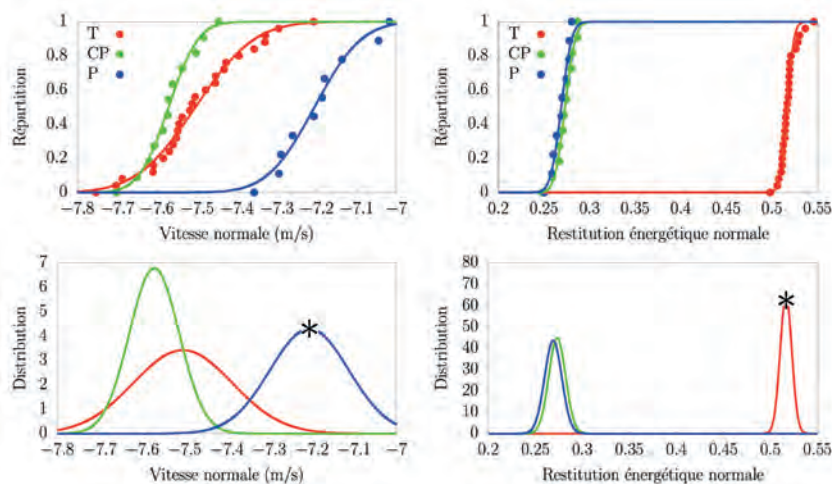 1
0.8
0.6
0.4
0.2
0
T
CP
P
Répartition
−7.8 −7.7 −7.6 −7.5 −7.4 −7.3 −7.2 −7.1 −7
Vitesse normale (m/s)
1
0.8
0.6
0.4
0.2
0
T
CP
P
Répartition
0.2 0.25 0.3 0.35 0.4 0.45 0.5 0.55
Restitution énergétique normale
7
6
5
4
3
2
1
0
Distribution
*
−7.8 −7.7 −7.6 −7.5 −7.4 −7.3 −7.2 −7.1 −7
Vitesse normale (m/s)
80
70
60
50
40
30
20
10
0
Distribution
*
0.2 0.25 0.3 0.35 0.4 0.45 0.5 0.55
Restitution énergétique normale